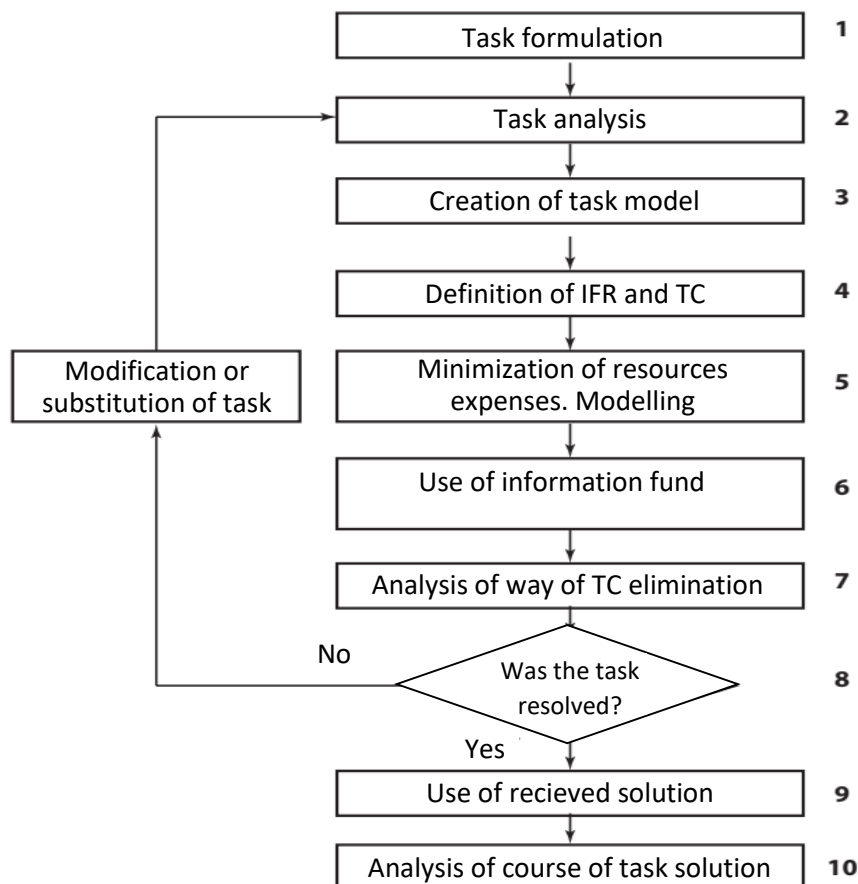 Task formulation 1
Task analysis 2
Creation of task model 3
Definition of IFR and TC 4
Modification or
substitution of task
Minimization of resources
expenses. Modelling 5
Use of information fund 6
Analysis of way of TC elimination 7
No
Was the task
resolved? 8
Yes
Use of recieved solution 9
Analysis of course of task solution 10